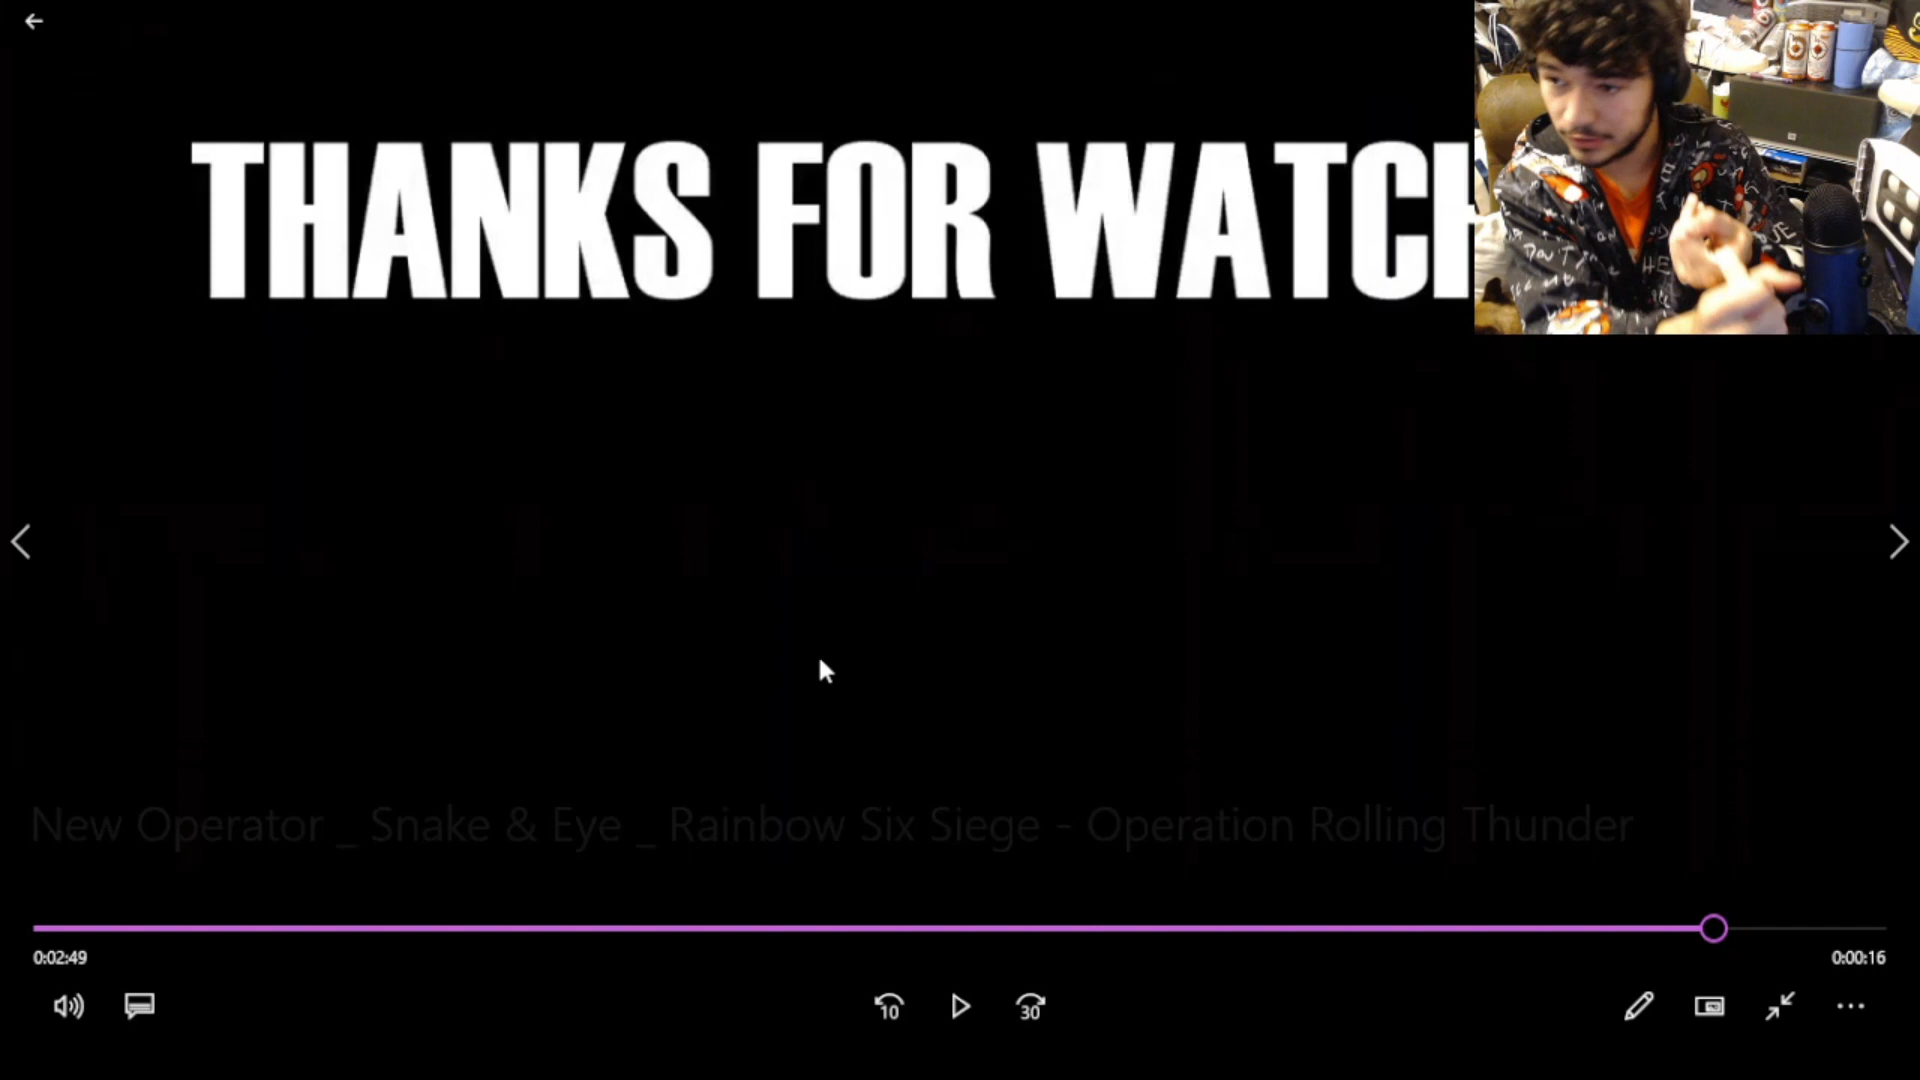 THANKS FOR WATCH
New Operator _ Snake & Eye _ Rainbow Six Siege - Operation Rolling Thunder
0:02:49
0:00:16
10
30